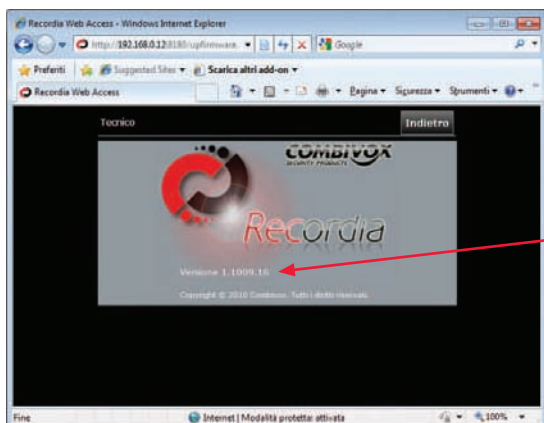 Recordia Web Access - Windows Internet Explorer
http://192.168.0.12:8180/upfirmware.
Google
Preferiti
Suggested Sites
Scarica altri add-on
Recordia Web Access
Pagina
Sicurezza
Strumenti
Tecnico
Indietro
COMBIVOX
SECURITY PRODUCTS
Recordia
Versione 1.1009.16
Copyright © 2010 Combivox. Tutti i diritti riservati.
Fine
Internet | Modalità protetta: attivata
100%